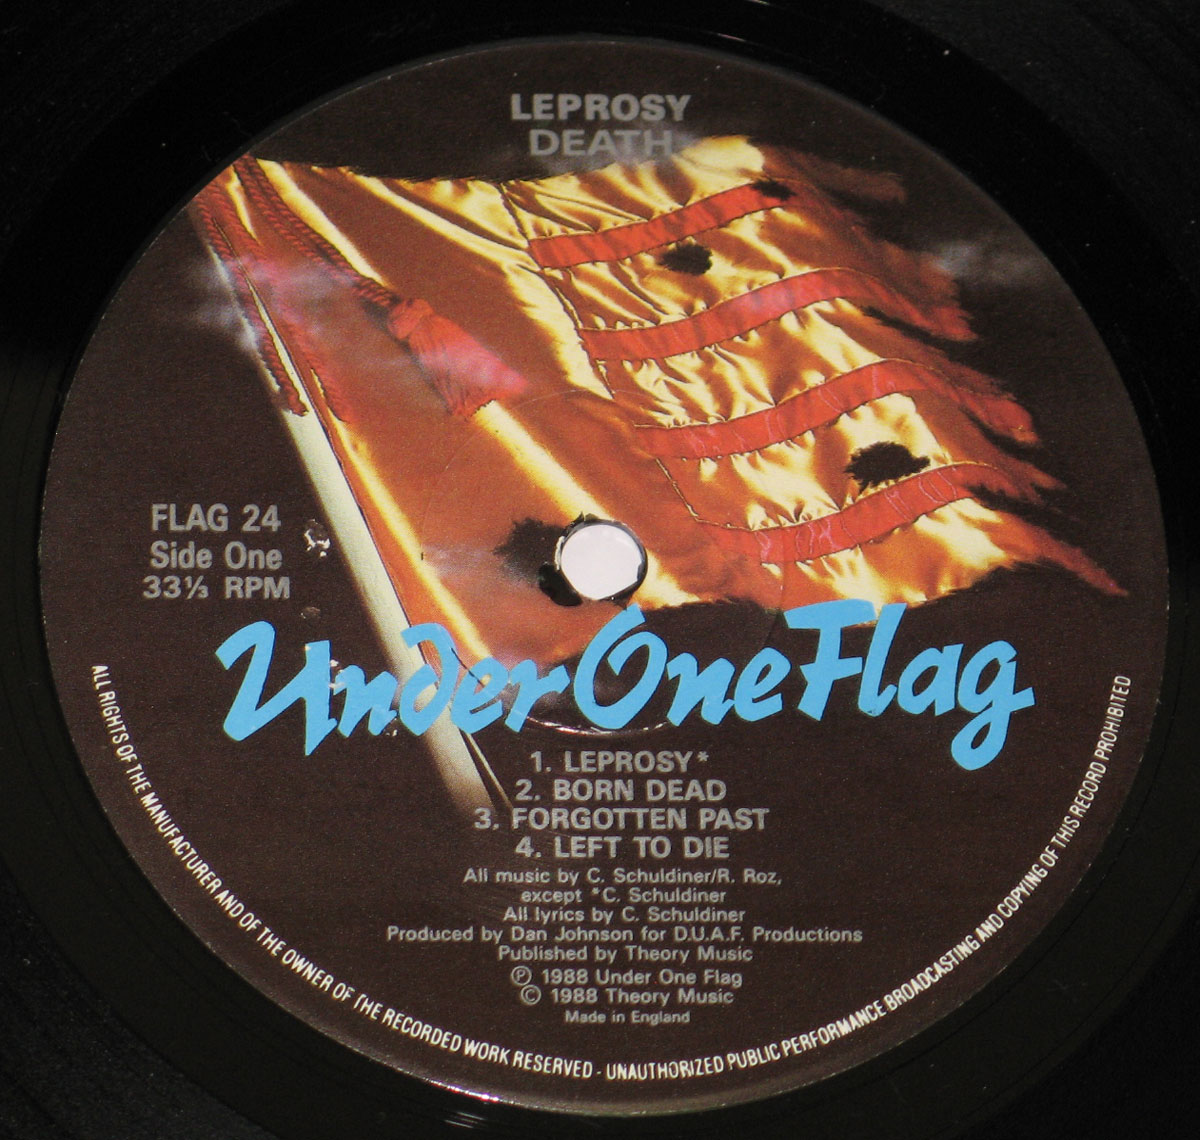 LEPROSY
DEATH
FLAG 24
Side One
33⅓ RPM
Under One Flag
1. LEPROSY*
2. BORN DEAD
3. FORGOTTEN PAST
4. LEFT TO DIE
All music by C. Schuldiner/R. Roz,
except *C. Schuldiner
All lyrics by C. Schuldiner
Produced by Dan Johnson for D.U.A.F. Productions
Published by Theory Music
℗ 1988 Under One Flag
© 1988 Theory Music
Made in England
ALL RIGHTS OF THE MANUFACTURER AND OF THE OWNER OF THE RECORDED WORK RESERVED - UNAUTHORIZED PUBLIC PERFORMANCE BROADCASTING AND COPYING OF THIS RECORD PROHIBITED